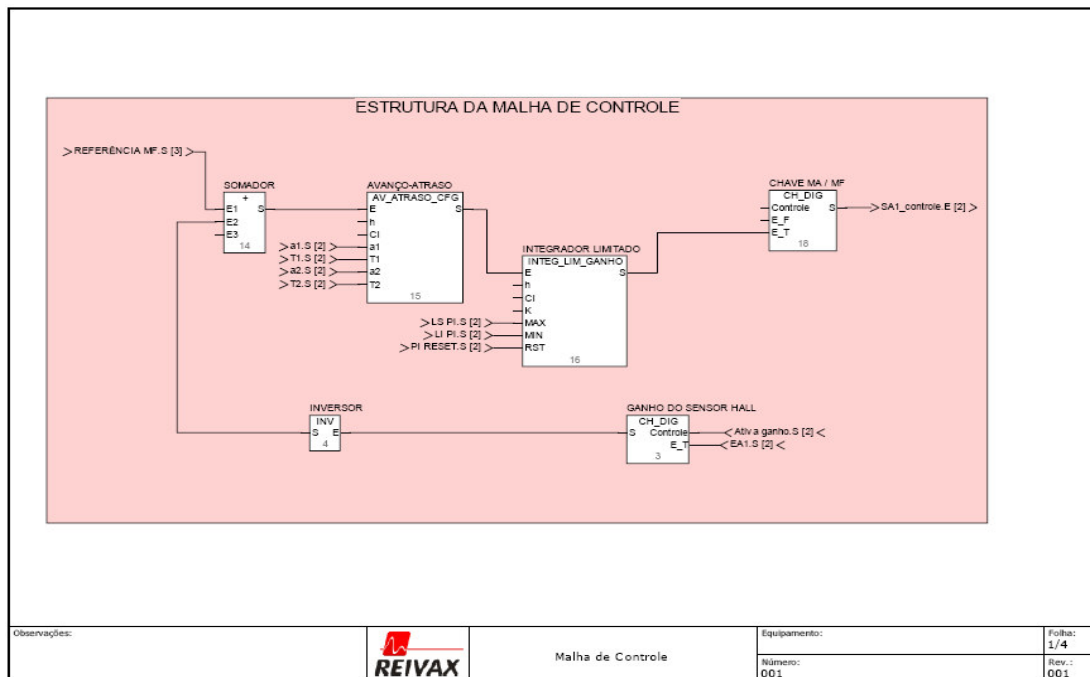 ESTRUTURA DA MALHA DE CONTROLE
REFERÊNCIA MF.S [3]
SOMADOR
+
E1 S
E2
E3
14
AVANÇO-ATRASO
AV_ATRASO_CFG
E S
h
CI
a1.S [2] a1
T1.S [2] T1
a2.S [2] a2
T2.S [2] T2
15
INTEGRADOR LIMITADO
INTEG_LIM_GANHO
E S
h
CI
K
LS PI.S [2] MAX
LI PI.S [2] MIN
PI RESET.S [2] RST
16
CHAVE MA / MF
CH_DIG
Controle S
E_F
E_T
18
SA1_controle.E [2]
INVERSOR
INV
S E
4
GANHO DO SENSOR HALL
CH_DIG
S Controle
E_T
3
Ativa ganho.S [2]
EA1.S [2]
Observações:
REIVAX
Malha de Controle
Equipamento:
Número:
001
Folha:
1/4
Rev.:
001